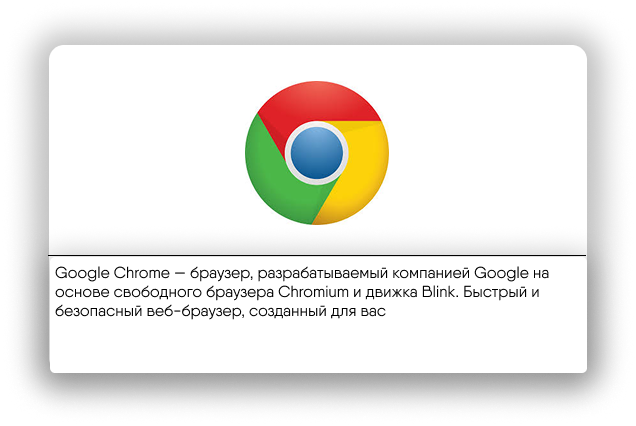 Google Chrome — браузер, разрабатываемый компанией Google на
основе свободного браузера Chromium и движка Blink. Быстрый и
безопасный веб-браузер, созданный для вас